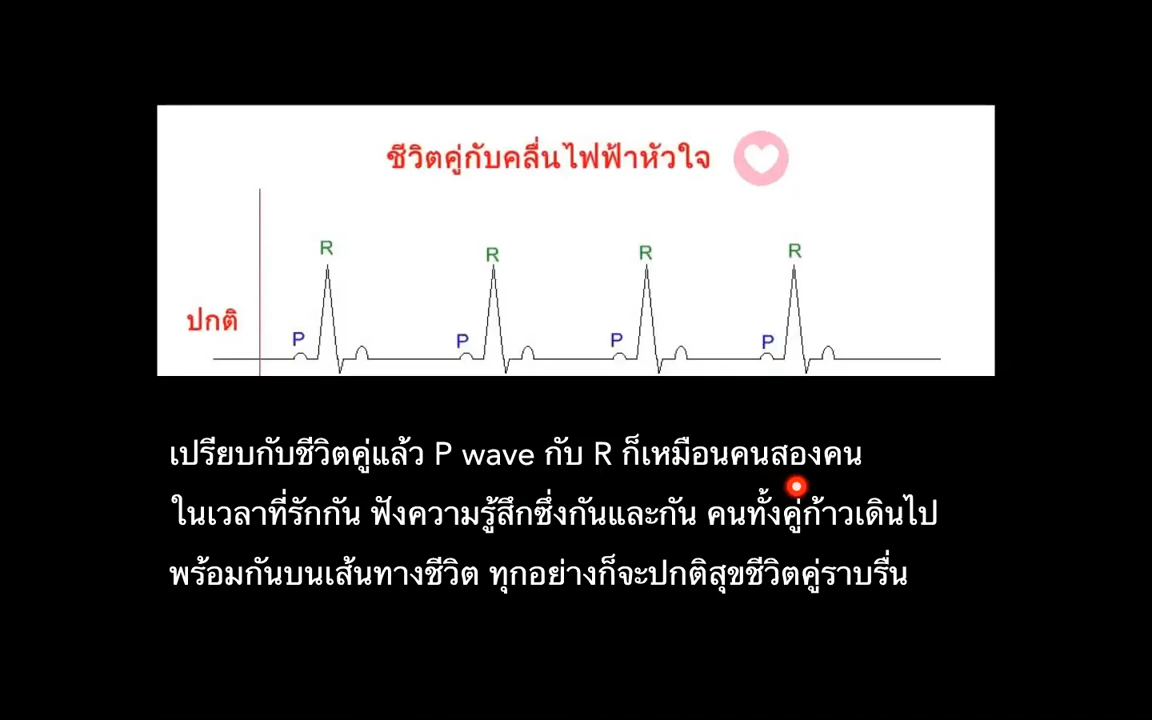 ชีวิตคู่กับคลื่นไฟฟ้าหัวใจ
R R R R
ปกติ
P P P P
เปรียบกับชีวิตคู่แล้ว P wave กับ R ก็เหมือนคนสองคน
ในเวลาที่รักกัน ฟังความรู้สึกซึ่งกันและกัน คนทั้งคู่ก้าวเดินไป
พร้อมกันบนเส้นทางชีวิต ทุกอย่างก็จะปกติสุขชีวิตคู่ราบรื่น